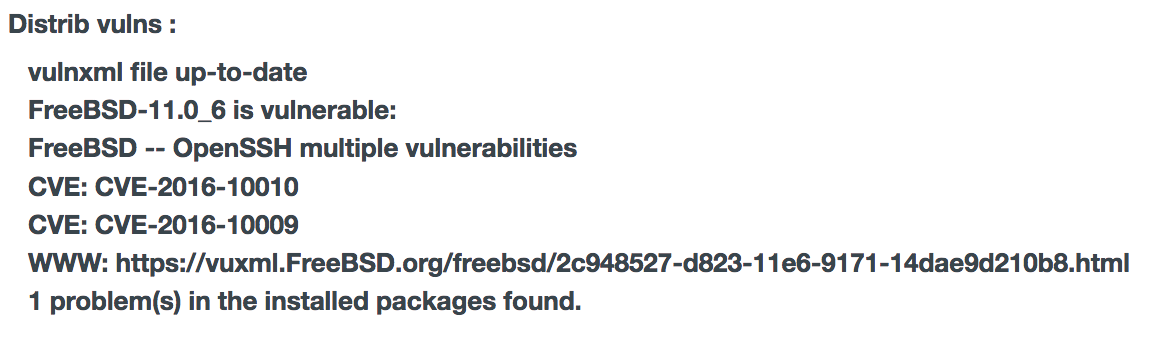 Distrib vulns :
vulnxml file up-to-date
FreeBSD-11.0_6 is vulnerable:
FreeBSD -- OpenSSH multiple vulnerabilities
CVE: CVE-2016-10010
CVE: CVE-2016-10009
WWW: https://vuxml.FreeBSD.org/freebsd/2c948527-d823-11e6-9171-14dae9d210b8.html
1 problem(s) in the installed packages found.